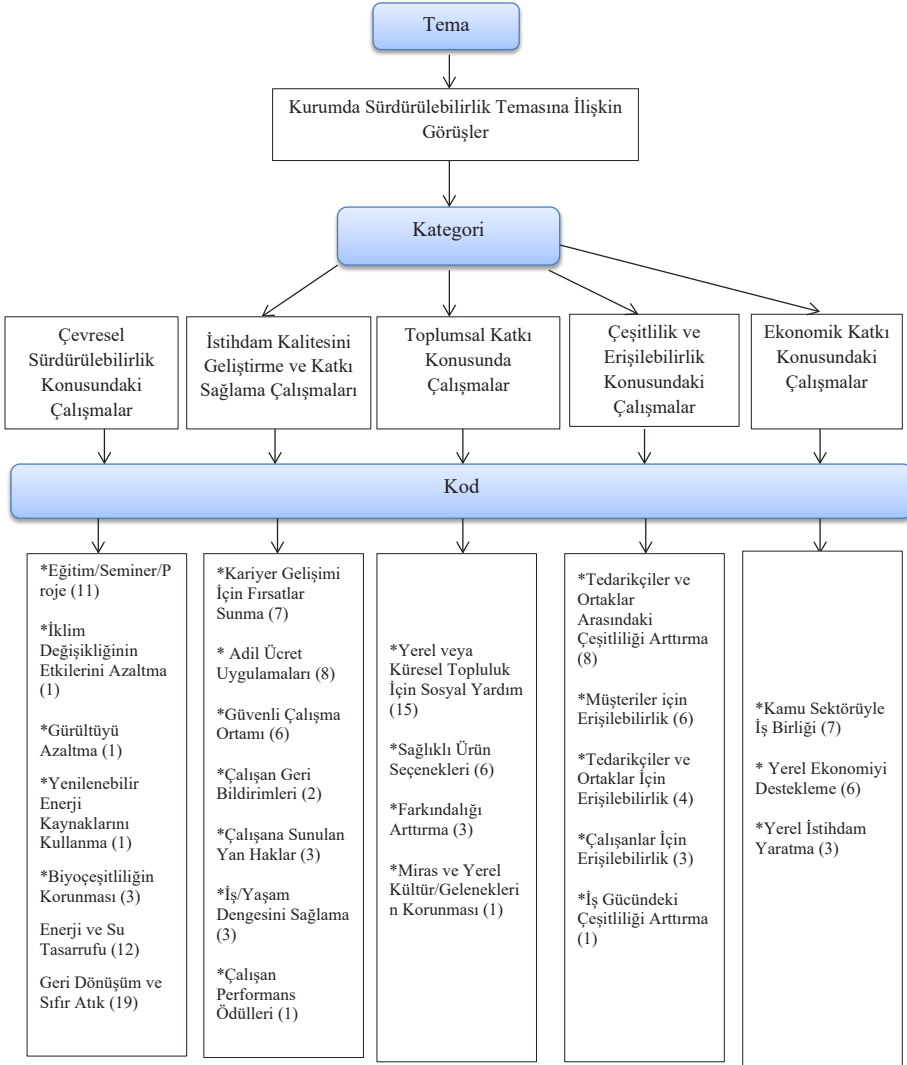 Tema
Kurumda Sürdürülebilirlik Temasına İlişkin
Görüşler
Kategori
Çevresel
Sürdürülebilirlik
Konusundaki
Çalışmalar
İstihdam Kalitesini
Geliştirme ve Katkı
Sağlama Çalışmaları
Toplumsal Katkı
Konusunda
Çalışmalar
Çeşitlilik ve
Erişilebilirlik
Konusundaki
Çalışmalar
Ekonomik Katkı
Konusundaki
Çalışmalar
Kod
*Eğitim/Seminer/P
roje (11)
*İklim
Değişikliğinin
Etkilerini Azaltma
(1)
*Gürültüyü
Azaltma (1)
*Yenilenebilir
Enerji
Kaynaklarını
Kullanma (1)
*Biyoçeşitliliğin
Korunması (3)
Enerji ve Su
Tasarrufu (12)
Geri Dönüşüm ve
Sıfır Atık (19)
*Kariyer Gelişimi
İçin Fırsatlar
Sunma (7)
* Adil Ücret
Uygulamaları (8)
*Güvenli Çalışma
Ortamı (6)
*Çalışan Geri
Bildirimleri (2)
*Çalışana Sunulan
Yan Haklar (3)
*İş/Yaşam
Dengesini Sağlama
(3)
*Çalışan
Performans
Ödülleri (1)
*Yerel veya
Küresel Topluluk
İçin Sosyal Yardım
(15)
*Sağlıklı Ürün
Seçenekleri (6)
*Farkındalığı
Arttırma (3)
*Miras ve Yerel
Kültür/Gelenekleri
n Korunması (1)
*Tedarikçiler ve
Ortaklar
Arasındaki
Çeşitliliği Arttırma
(8)
*Müşteriler için
Erişilebilirlik (6)
*Tedarikçiler ve
Ortaklar İçin
Erişilebilirlik (4)
*Çalışanlar İçin
Erişilebilirlik (3)
*İş Gücündeki
Çeşitliliği Arttırma
(1)
*Kamu Sektörüyle
İş Birliği (7)
* Yerel Ekonomiyi
Destekleme (6)
*Yerel İstihdam
Yaratma (3)